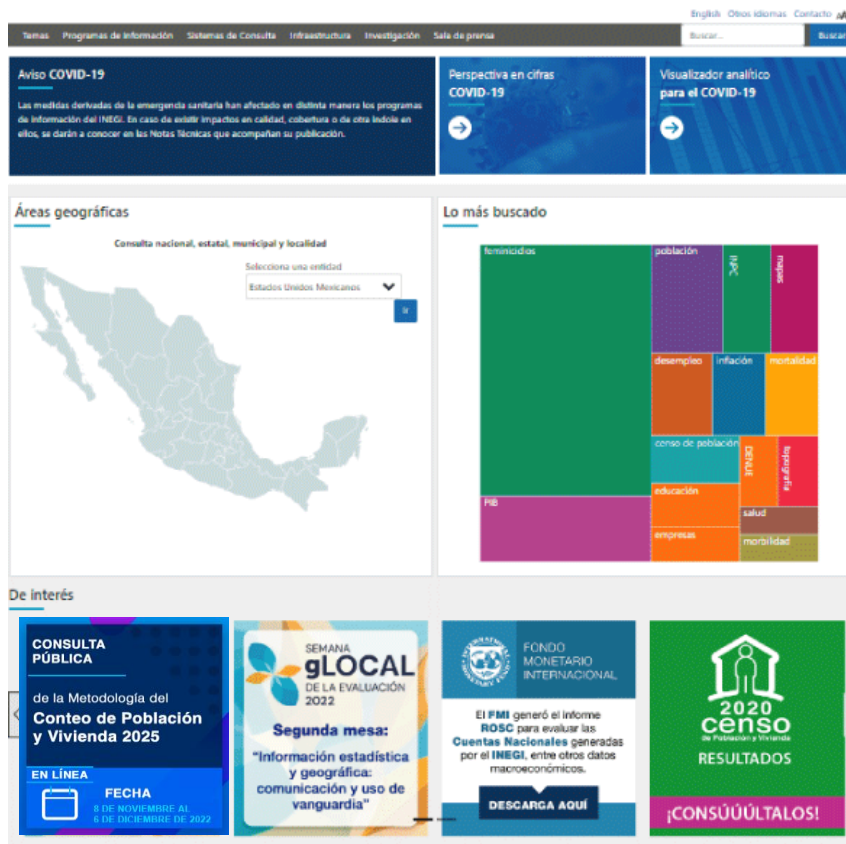 English Otros idiomas Contacto
Temas Programas de Información Sistemas de Consulta Infraestructura Investigación Sala de prensa Buscar... Buscar
Aviso COVID-19
Las medidas derivadas de la emergencia sanitaria han afectado en distinta manera los programas
de información del INEGI. En caso de existir impactos en calidad, cobertura o de otra índole en
ellos, se darán a conocer en las Notas Técnicas que acompañan su publicación.
Perspectiva en cifras
COVID-19
Visualizador analítico
para el COVID-19
Áreas geográficas
Consulta nacional, estatal, municipal y localidad
Selecciona una entidad
Estados Unidos Mexicanos
Ir
Lo más buscado
feminicidios
población
INPC
mapas
desempleo
inflación
mortalidad
censo de población
DENUE
topografía
educación
PIB
salud
empresas
morbilidad
De interés
CONSULTA
PÚBLICA
de la Metodología del
Conteo de Población
y Vivienda 2025
EN LÍNEA
FECHA
8 DE NOVIEMBRE AL
6 DE DICIEMBRE DE 2022
SEMANA
gLOCAL
DE LA EVALUACIÓN
2022
Segunda mesa:
"Información estadística
y geográfica:
comunicación y uso de
vanguardia"
FONDO
MONETARIO
INTERNACIONAL
El FMI generó el informe
ROSC para evaluar las
Cuentas Nacionales generadas
por el INEGI, entre otros datos
macroeconómicos.
DESCARGA AQUÍ
2020
censo
de Población y Vivienda
RESULTADOS
¡CONSÚÚÚLTALOS!